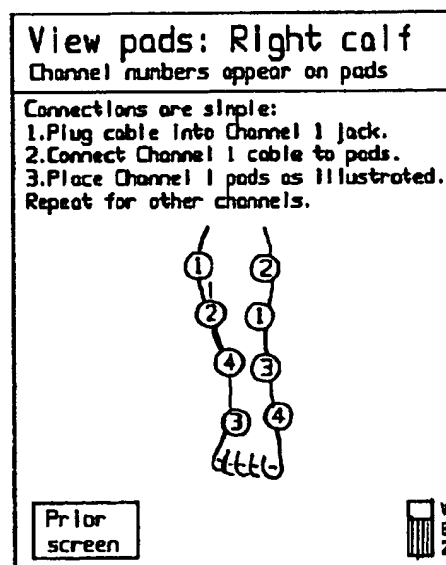 View pads: Right calf
Channel numbers appear on pads
Connections are simple:
1.Plug cable into Channel 1 jack.
2.Connect Channel 1 cable to pads.
3.Place Channel 1 pads as illustrated.
Repeat for other channels.
1 2
2 1
4 3
3 4
Prior
screen